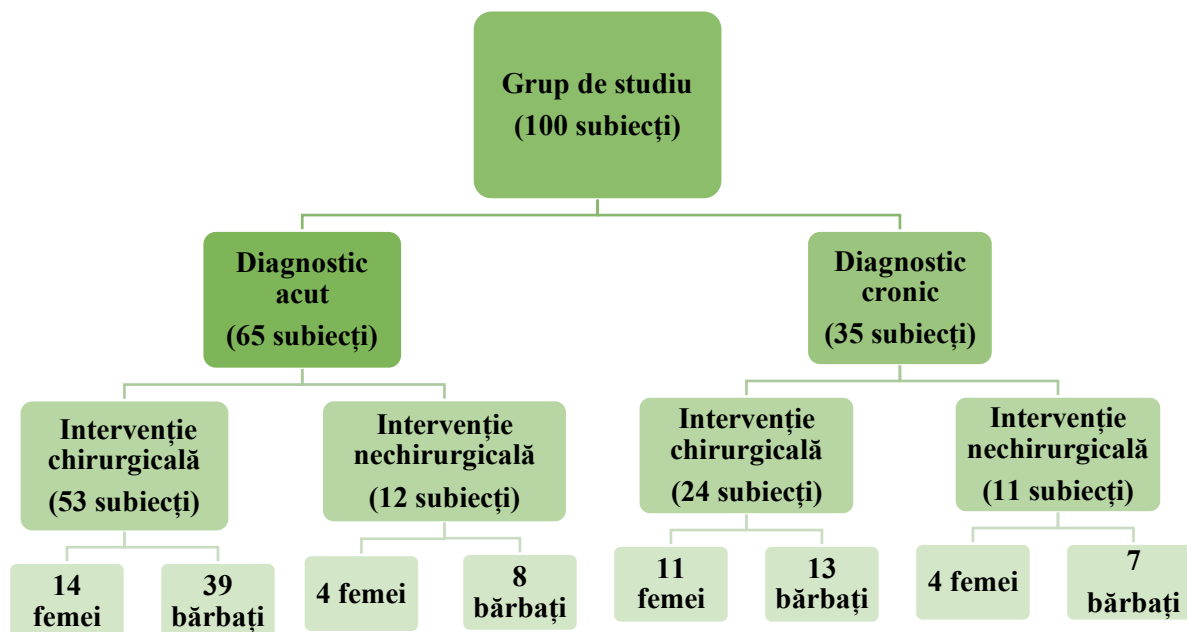 Grup de studiu
(100 subiecți)
Diagnostic
acut
(65 subiecți)
Diagnostic
cronic
(35 subiecți)
Intervenție
chirurgicală
(53 subiecți)
Intervenție
nechirurgicală
(12 subiecți)
Intervenție
chirurgicală
(24 subiecți)
Intervenție
nechirurgicală
(11 subiecți)
14
femei
39
bărbați
4 femei
8
bărbați
11
femei
13
bărbați
4 femei
7
bărbați